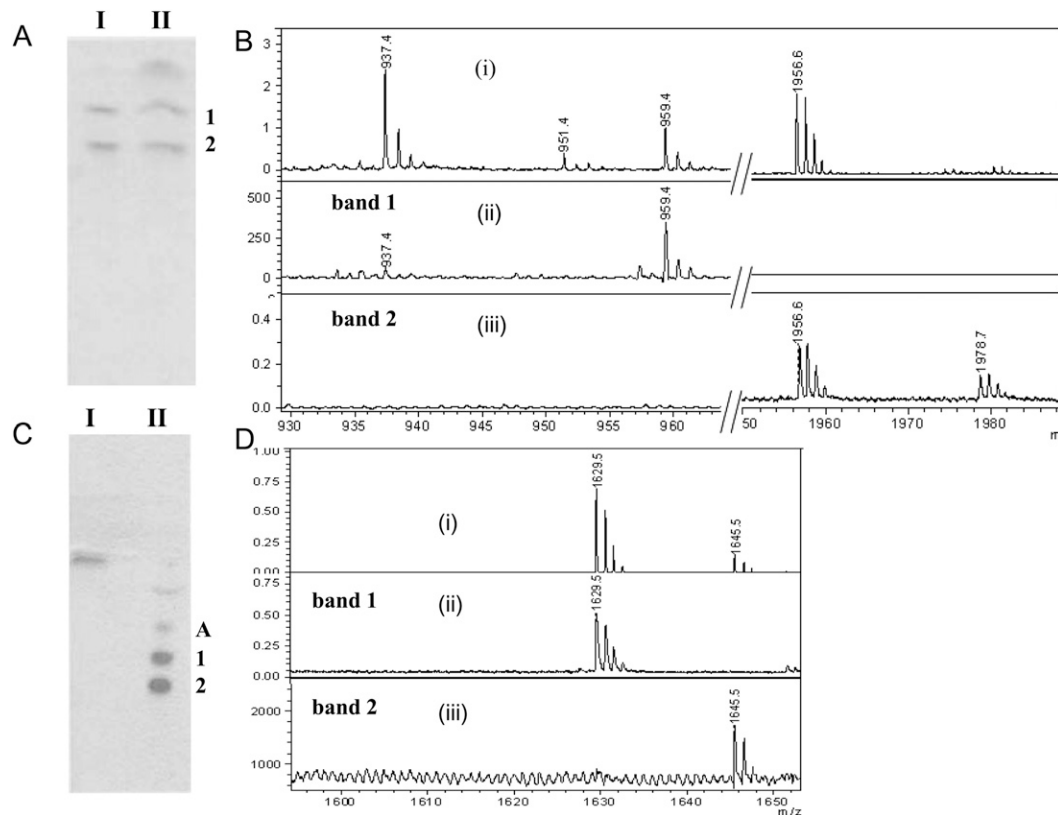 A
I II
1
2
B
3
2
1
0
937.4
951.4
959.4
1956.6
(i)
band 1
(ii)
500
250
0
937.4
959.4
band 2
(iii)
0.4
0.2
0.0
1956.6
1978.7
930 935 940 945 950 955 960 50 1960 1970 1980
m
C
I II
A
1
2
D
1.00
0.75
0.50
0.25
0.00
1629.5
1645.5
(i)
band 1
(ii)
0.75
0.50
0.25
0.00
1629.5
band 2
(iii)
2000
1000
1645.5
1600 1610 1620 1630 1640 1650
m/z